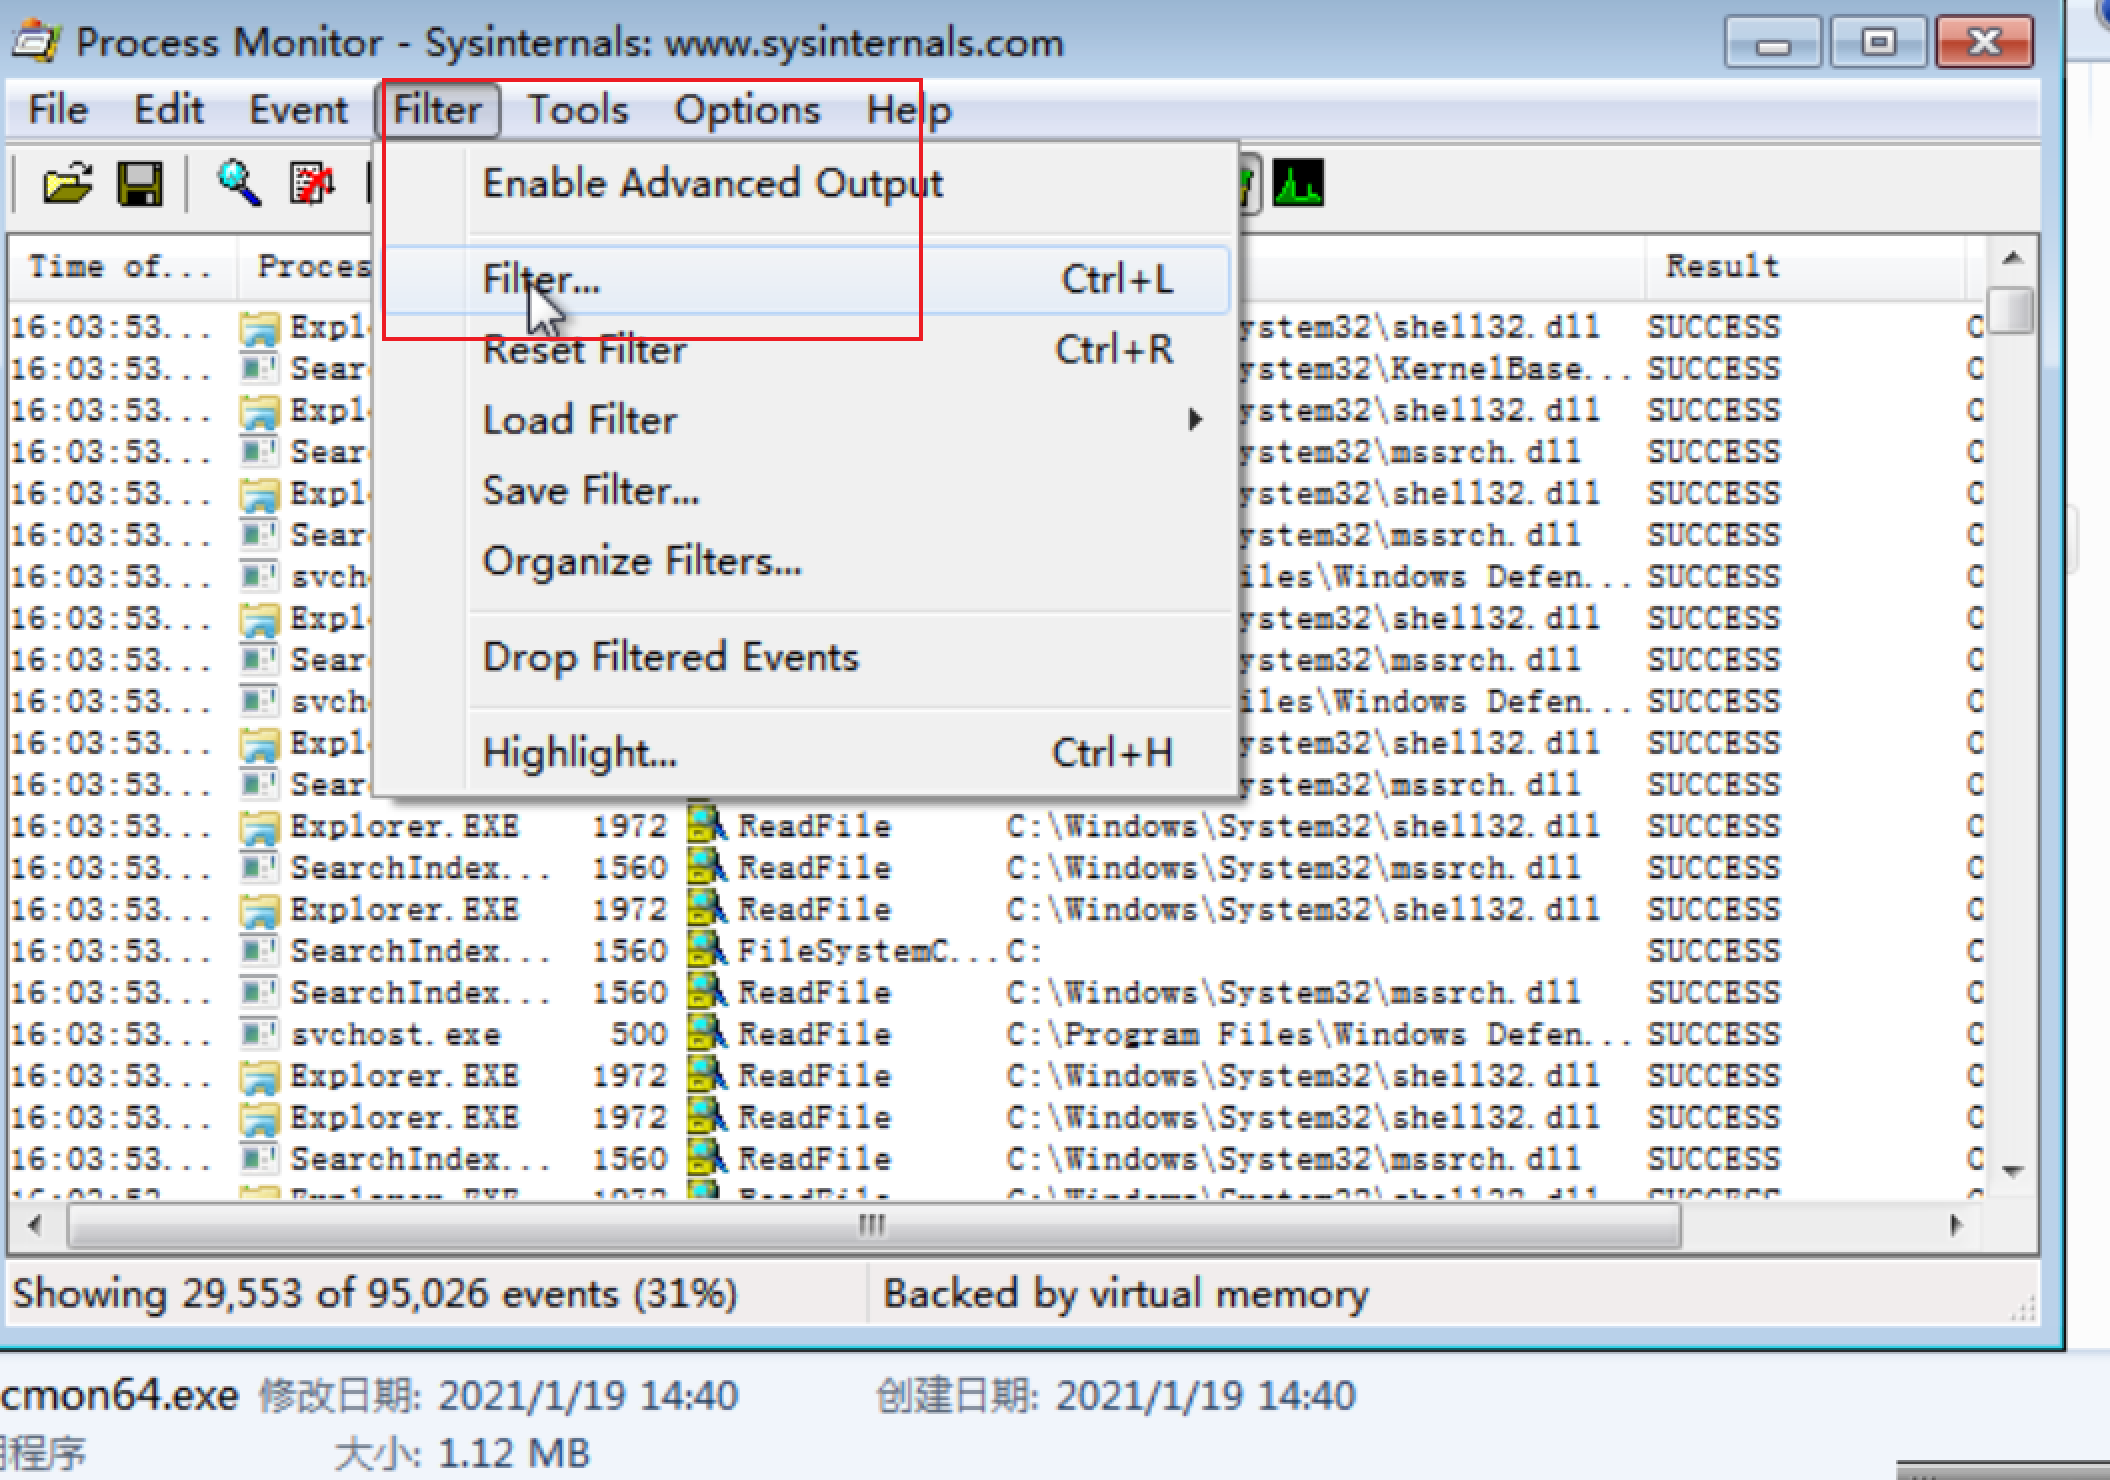 Process Monitor - Sysinternals: www.sysinternals.com
File Edit Event Filter Tools Options Help
Enable Advanced Output
Time of... Proces Result
Filter... Ctrl+L
16:03:53... Expl ystem32\shell32.dll SUCCESS C
Reset Filter Ctrl+R
16:03:53... Sear ystem32\KernelBase... SUCCESS C
16:03:53... Expl ystem32\shell32.dll SUCCESS C
Load Filter
16:03:53... Sear ystem32\mssrch.dll SUCCESS C
16:03:53... Expl ystem32\shell32.dll SUCCESS C
Save Filter...
16:03:53... Sear ystem32\mssrch.dll SUCCESS C
Organize Filters...
16:03:53... svch iles\Windows Defen... SUCCESS C
16:03:53... Expl ystem32\shell32.dll SUCCESS C
16:03:53... Sear ystem32\mssrch.dll SUCCESS C
Drop Filtered Events
16:03:53... svch iles\Windows Defen... SUCCESS C
16:03:53... Expl ystem32\shell32.dll SUCCESS C
Highlight... Ctrl+H
16:03:53... Sear ystem32\mssrch.dll SUCCESS C
16:03:53... Explorer.EXE 1972 ReadFile C:\Windows\System32\shell32.dll SUCCESS C
16:03:53... SearchIndex... 1560 ReadFile C:\Windows\System32\mssrch.dll SUCCESS C
16:03:53... Explorer.EXE 1972 ReadFile C:\Windows\System32\shell32.dll SUCCESS C
16:03:53... SearchIndex... 1560 FileSystemC... C: SUCCESS C
16:03:53... SearchIndex... 1560 ReadFile C:\Windows\System32\mssrch.dll SUCCESS C
16:03:53... svchost.exe 500 ReadFile C:\Program Files\Windows Defen... SUCCESS C
16:03:53... Explorer.EXE 1972 ReadFile C:\Windows\System32\shell32.dll SUCCESS C
16:03:53... Explorer.EXE 1972 ReadFile C:\Windows\System32\shell32.dll SUCCESS C
16:03:53... SearchIndex... 1560 ReadFile C:\Windows\System32\mssrch.dll SUCCESS C
Showing 29,553 of 95,026 events (31%) Backed by virtual memory
cmon64.exe 修改日期: 2021/1/19 14:40 创建日期: 2021/1/19 14:40
程序 大小: 1.12 MB